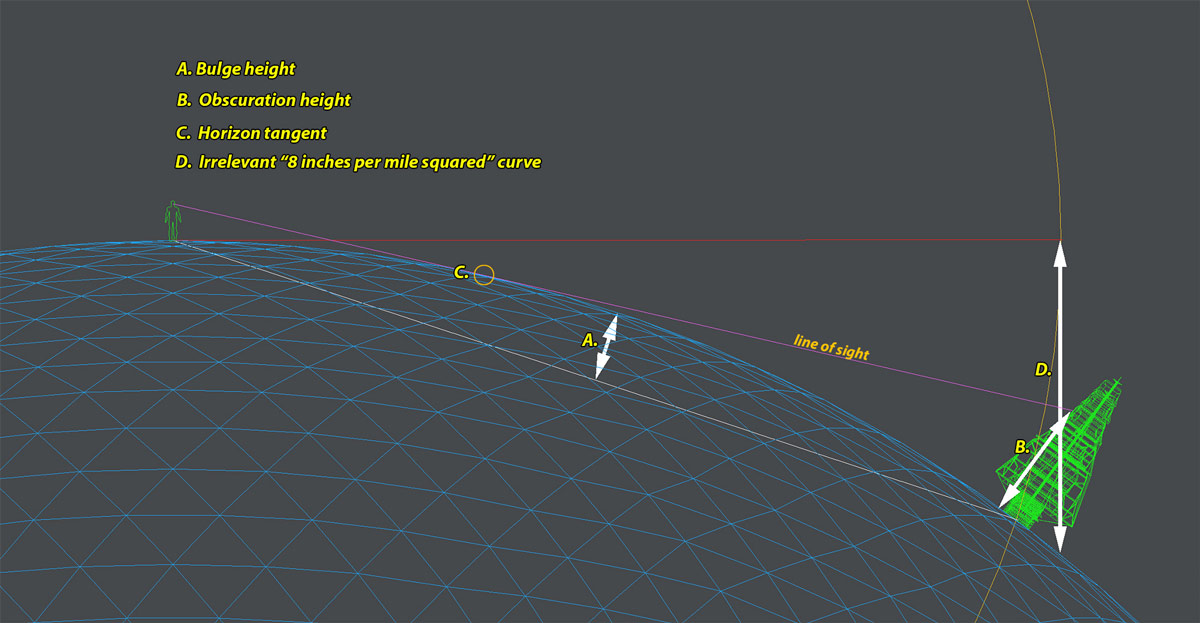 A. Bulge height
B. Obscuration height
C. Horizon tangent
D. Irrelevant “8 inches per mile squared” curve
C.
A.
line of sight
D.
B.